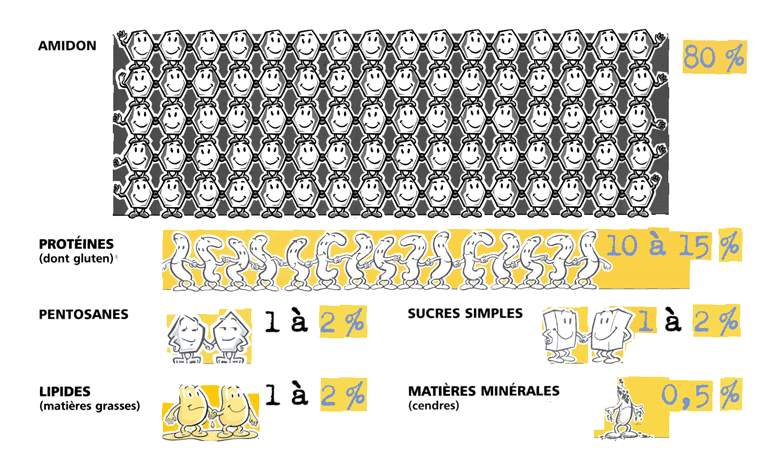 AMIDON
80 %
PROTÉINES
(dont gluten)
10 à 15 %
PENTOSANES
1 à 2 %
SUCRES SIMPLES
1 à 2 %
LIPIDES
(matières grasses)
1 à 2 %
MATIÈRES MINÉRALES
(cendres)
0,5 %